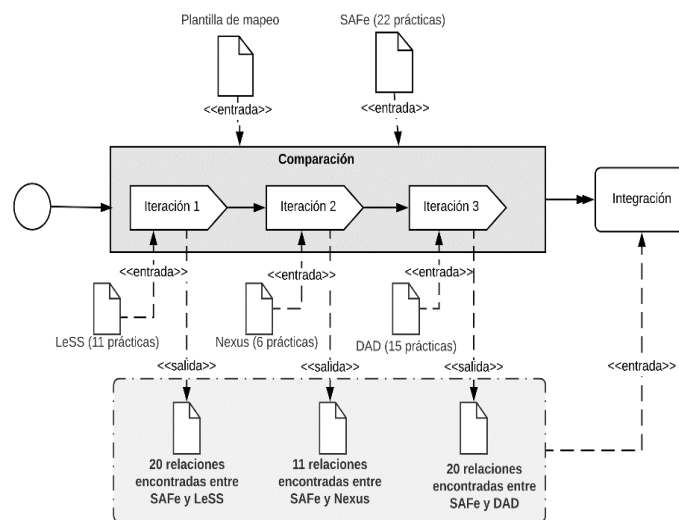 Plantilla de mapeo
SAFe (22 prácticas)
<<entrada>>
<<entrada>>
Comparación
Iteración 1
Iteración 2
Iteración 3
Integración
<<entrada>>
<<entrada>>
<<entrada>>
LeSS (11 prácticas)
Nexus (6 prácticas)
DAD (15 prácticas)
<<salida>>
<<salida>>
<<salida>>
<<entrada>>
20 relaciones
encontradas entre
SAFe y LeSS
11 relaciones
encontradas entre
SAFe y Nexus
20 relaciones
encontradas entre
SAFe y DAD